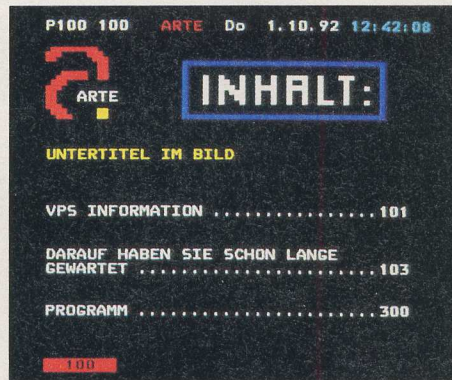 P100 100 ARTE Do 1.10.92 12:42:08
ARTE
INHALT:
UNTERTITEL IM BILD
VPS INFORMATION ................101
DARAUF HABEN SIE SCHON LANGE
GEWARTET .......................103
PROGRAMM .......................300
100